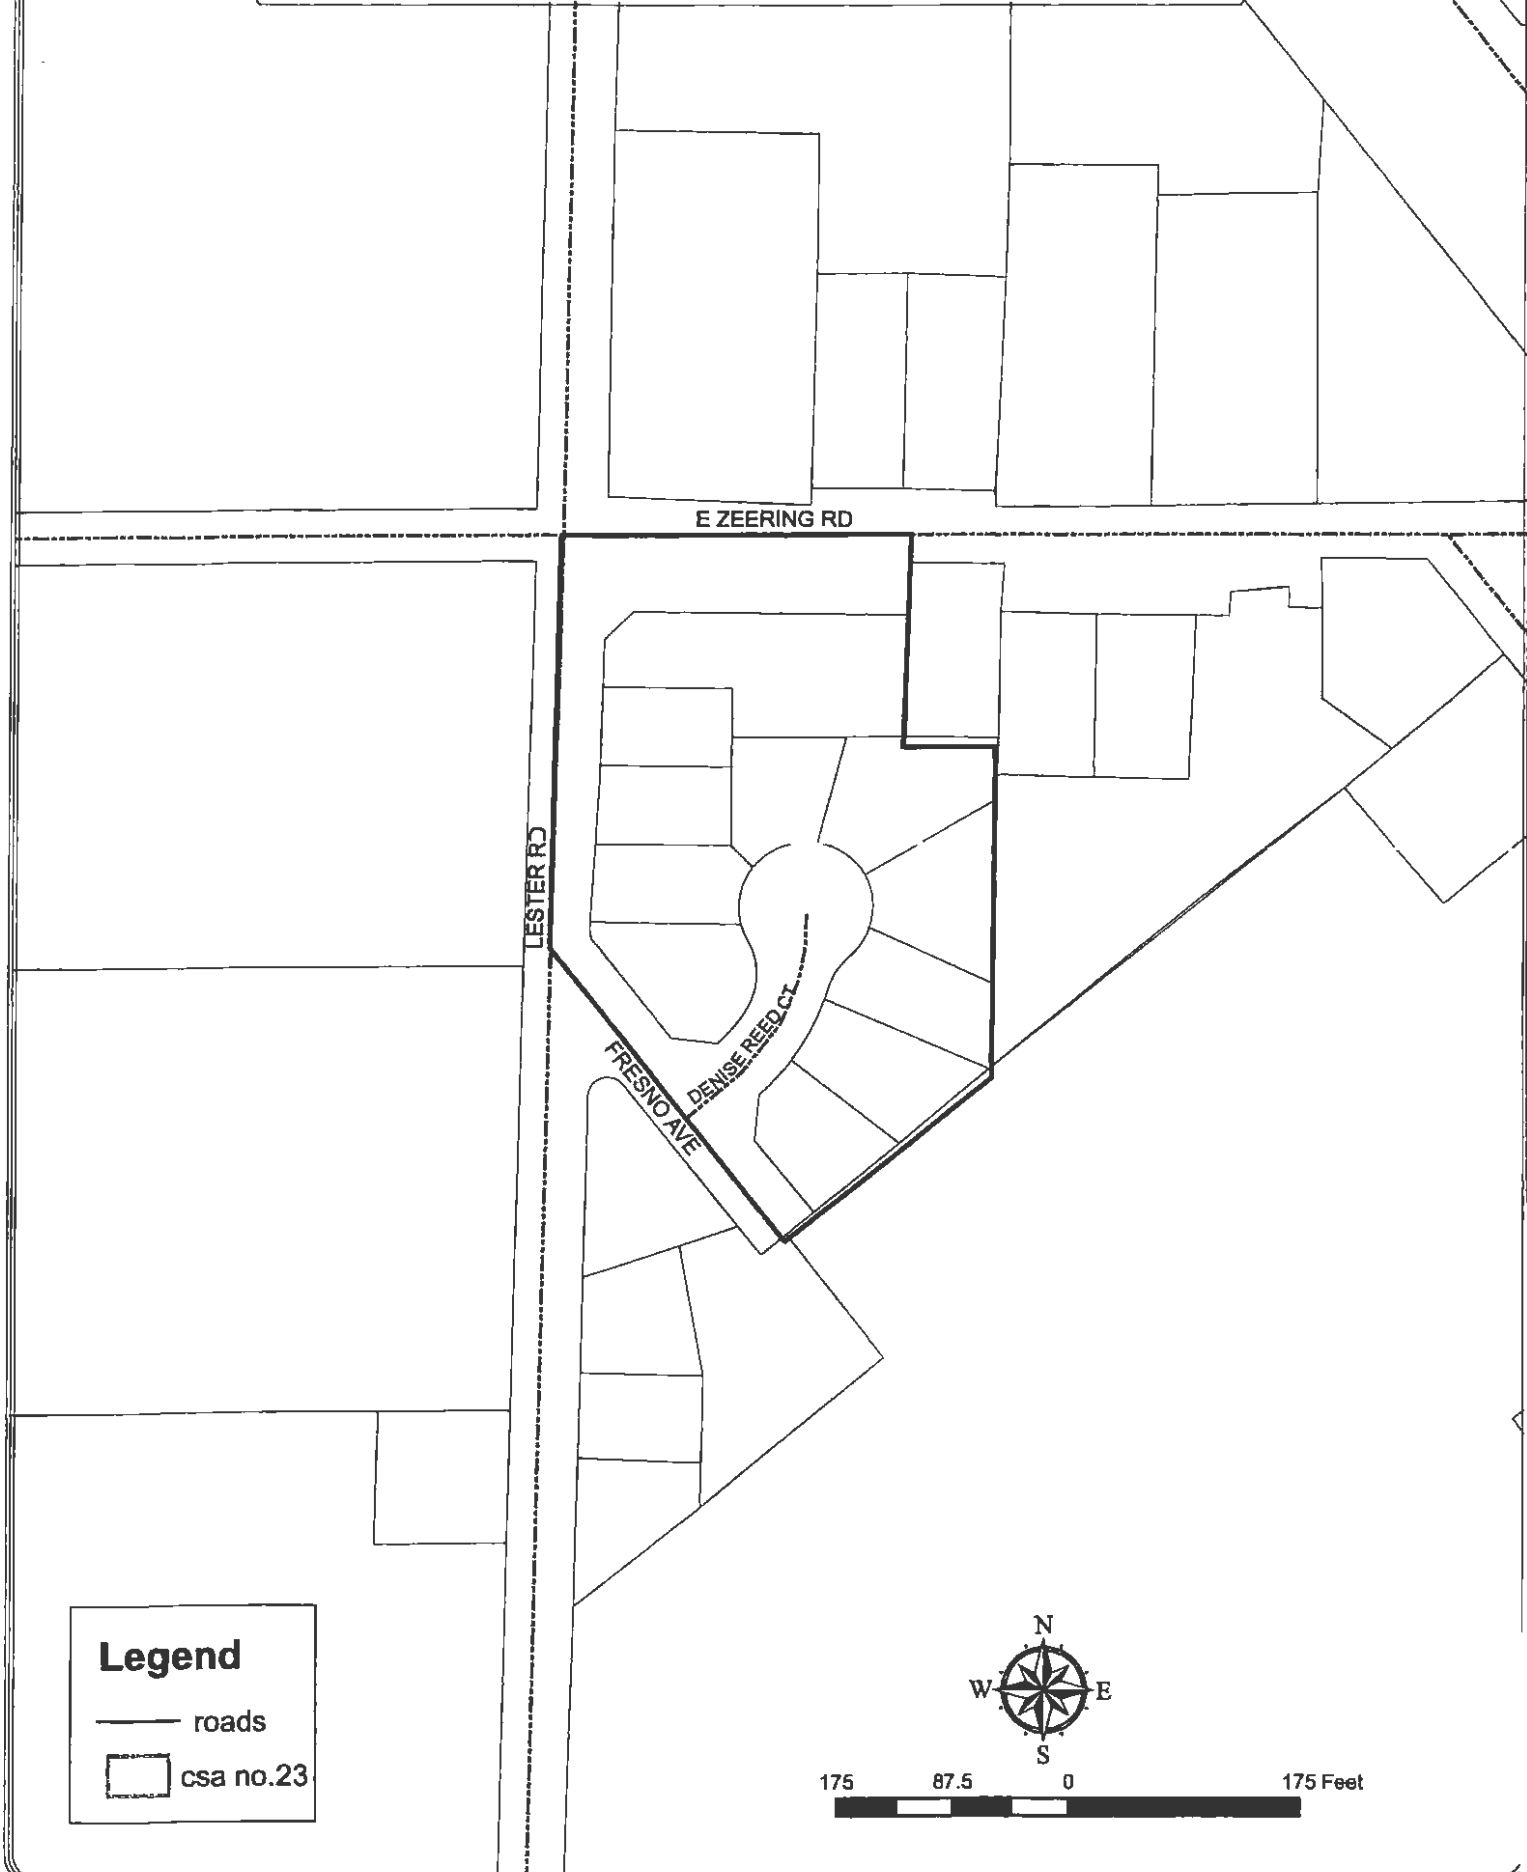 E ZEERING RD
LESTER RD
DENISE REED CT
FRESNO AVE
Legend
roads
csa no.23
N
W E
S
175 87.5 0 175 Feet